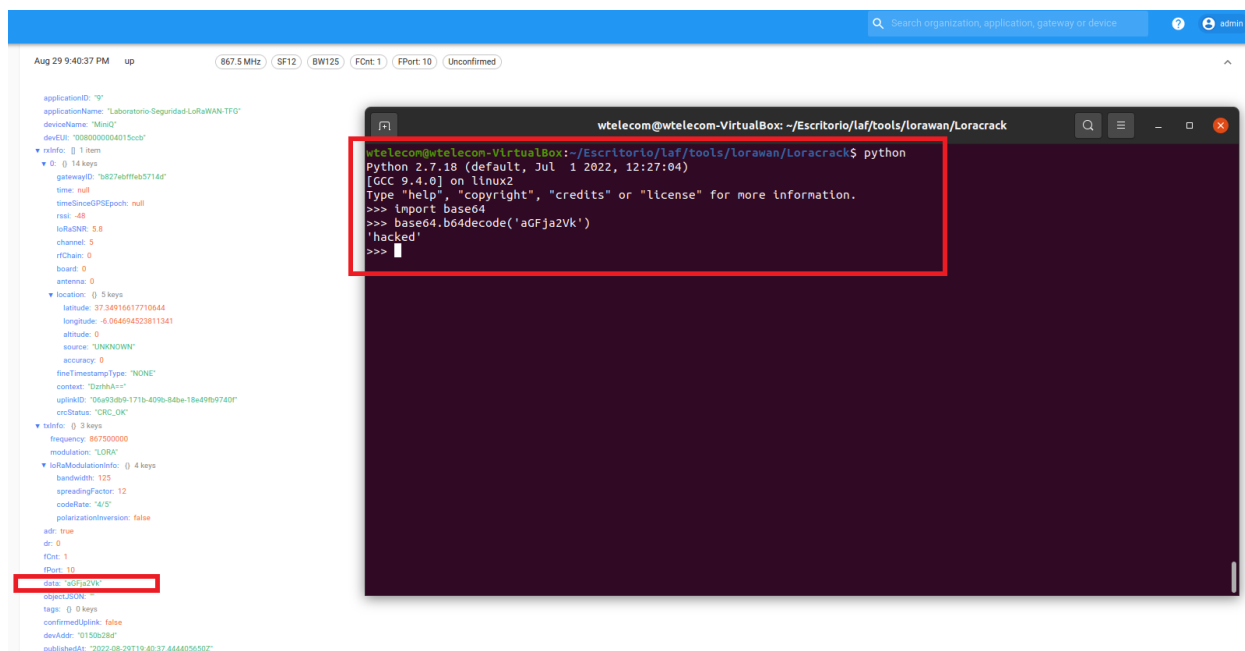 Search organization, application, gateway or device
?
admin
Aug 29 9:40:37 PM up 867.5 MHz SF12 BW125 FCnt: 1 FPort: 10 Unconfirmed
applicationID: "9"
applicationName: "Laboratorio-Seguridad-LoRaWAN-TFG"
deviceName: "MiniQ"
devEUI: "0080000004015ccb"
rxInfo: [] 1 item
0: {} 14 keys
gatewayID: "b827ebfffeb5714d"
time: null
timeSinceGPSEpoch: null
rssi: -48
loRaSNR: 5.8
channel: 5
rfChain: 0
board: 0
antenna: 0
location: {} 5 keys
latitude: 37.34916617710644
longitude: -6.064694523811341
altitude: 0
source: "UNKNOWN"
accuracy: 0
fineTimestampType: "NONE"
context: "DzrhhA=="
uplinkID: "06a93db9-171b-409b-84be-18e49fb9740f"
crcStatus: "CRC_OK"
txInfo: {} 3 keys
frequency: 867500000
modulation: "LORA"
loRaModulationInfo: {} 4 keys
bandwidth: 125
spreadingFactor: 12
codeRate: "4/5"
polarizationInversion: false
adr: true
dr: 0
fCnt: 1
fPort: 10
data: "aGFja2Vk"
objectJSON: ""
tags: {} 0 keys
confirmedUplink: false
devAddr: "0150b28d"
publishedAt: "2022-08-29T19:40:37.444405650Z"
wtelecom@wtelecom-VirtualBox: ~/Escritorio/laf/tools/lorawan/Loracrack
wtelecom@wtelecom-VirtualBox:~/Escritorio/laf/tools/lorawan/Loracrack$ python
Python 2.7.18 (default, Jul  1 2022, 12:27:04)
[GCC 9.4.0] on linux2
Type "help", "copyright", "credits" or "license" for more information.
>>> import base64
>>> base64.b64decode('aGFja2Vk')
'hacked'
>>>